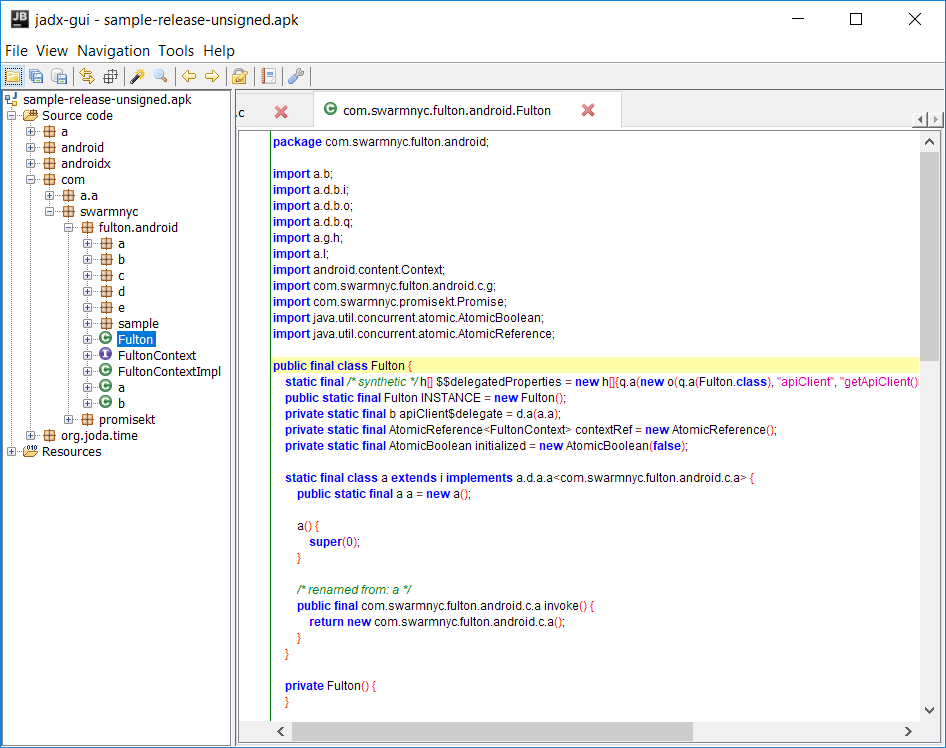 JB jadx-gui - sample-release-unsigned.apk
File View Navigation Tools Help
sample-release-unsigned.apk
Source code
a
android
androidx
com
a.a
swarmnyc
fulton.android
a
b
c
d
e
sample
C Fulton
I FultonContext
C FultonContextImpl
C a
C b
promisekt
org.joda.time
Resources
.c
C com.swarmnyc.fulton.android.Fulton
package com.swarmnyc.fulton.android;
import a.b;
import a.d.b.i;
import a.d.b.o;
import a.d.b.q;
import a.g.h;
import a.l;
import android.content.Context;
import com.swarmnyc.fulton.android.c.g;
import com.swarmnyc.promisekt.Promise;
import java.util.concurrent.atomic.AtomicBoolean;
import java.util.concurrent.atomic.AtomicReference;
public final class Fulton {
static final /* synthetic */ h[] $$delegatedProperties = new h[]{q.a(new o(q.a(Fulton.class), "apiClient", "getApiClient()
public static final Fulton INSTANCE = new Fulton();
private static final b apiClient$delegate = d.a(a.a);
private static final AtomicReference<FultonContext> contextRef = new AtomicReference();
private static final AtomicBoolean initialized = new AtomicBoolean(false);
static final class a extends i implements a.d.a.a<com.swarmnyc.fulton.android.c.a> {
public static final a a = new a();
a() {
super(0);
}
/* renamed from: a */
public final com.swarmnyc.fulton.android.c.a invoke() {
return new com.swarmnyc.fulton.android.c.a();
}
}
private Fulton() {
}